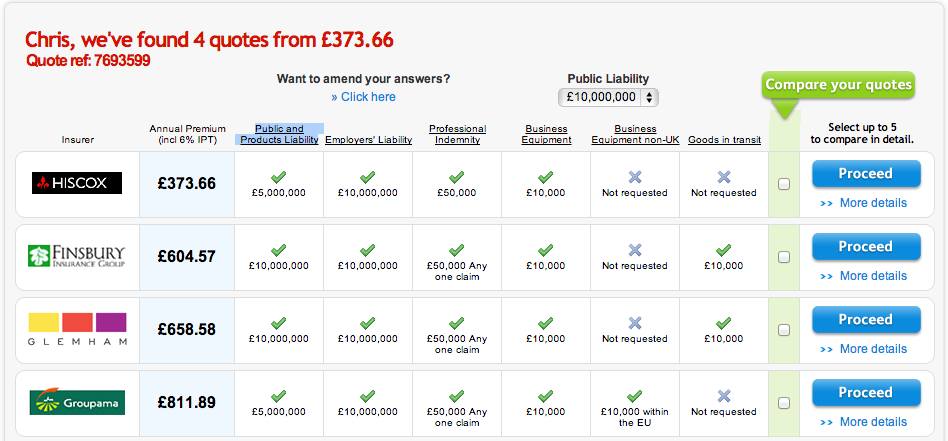 Chris, we've found 4 quotes from £373.66
Quote ref: 7693599
Want to amend your answers?
» Click here
Public Liability
£10,000,000
Compare your quotes
Insurer
Annual Premium
(incl 6% IPT)
Public and
Products Liability
Employers' Liability
Professional
Indemnity
Business
Equipment
Business
Equipment non-UK
Goods in transit
Select up to 5
to compare in detail.
HISCOX
£373.66
£5,000,000
£10,000,000
£50,000
£10,000
Not requested
Not requested
Proceed
>> More details
FINSBURY
INSURANCE GROUP
£604.57
£10,000,000
£10,000,000
£50,000 Any
one claim
£10,000
Not requested
£10,000
Proceed
>> More details
GLEMHAM
£658.58
£10,000,000
£10,000,000
£50,000 Any
one claim
£10,000
Not requested
£10,000
Proceed
>> More details
Groupama
£811.89
£5,000,000
£10,000,000
£50,000 Any
one claim
£10,000
£10,000 within
the EU
Not requested
Proceed
>> More details